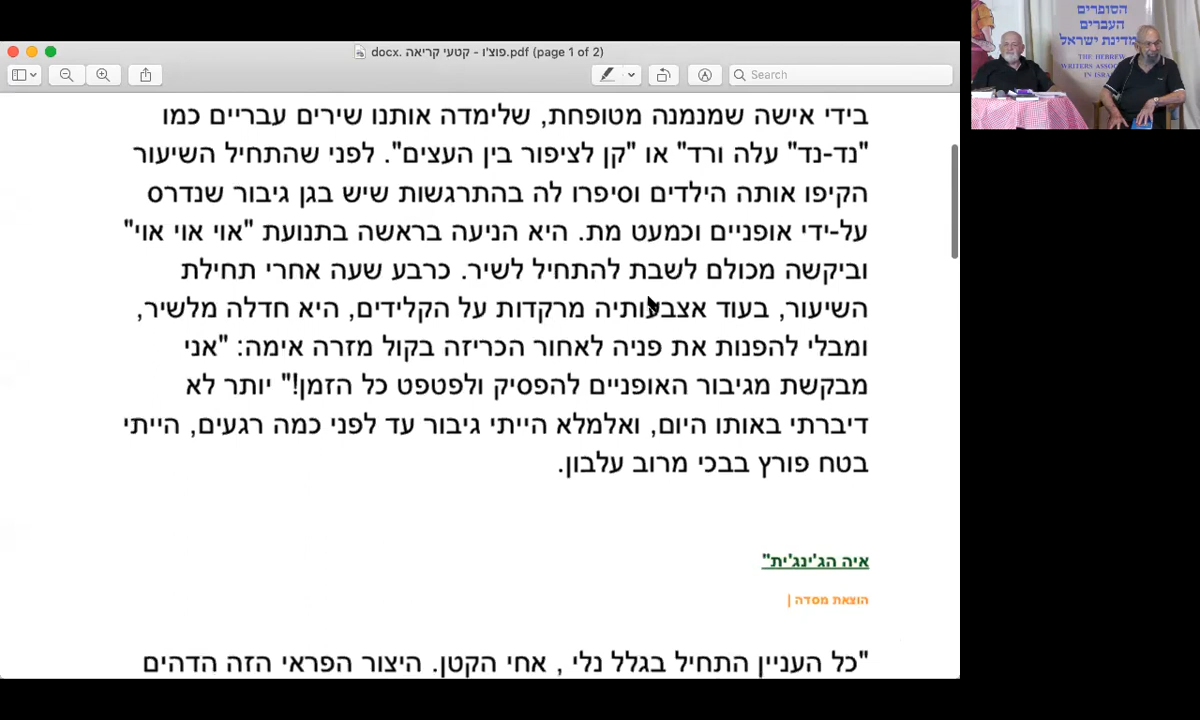 הסופרים
העברים
במדינת ישראל
THE HEBREW
WRITERS ASSOC
IN ISRA
פוצ'ו - קטעי קריאה .docx.pdf (page 1 of 2)
Search
בידי אישה שמנמנה מטופחת, שלימדה אותנו שירים עבריים כמו
"נד-נד" עלה ורד" או "קן לציפור בין העצים". לפני שהתחיל השיעור
הקיפו אותה הילדים וסיפרו לה בהתרגשות שיש בגן גיבור שנדרס
על-ידי אופניים וכמעט מת. היא הניעה בראשה בתנועת "אוי אוי אוי"
וביקשה מכולם לשבת להתחיל לשיר. כרבע שעה אחרי תחילת
השיעור, בעוד אצבעותיה מרקדות על הקלידים, היא חדלה מלשיר,
ומבלי להפנות את פניה לאחור הכריזה בקול מזרה אימה: "אני
מבקשת מגיבור האופניים להפסיק ולפטפט כל הזמן!" יותר לא
דיברתי באותו היום, ואלמלא הייתי גיבור עד לפני כמה רגעים, הייתי
בטח פורץ בבכי מרוב עלבון.
איה הג'ינג'ית"
הוצאת מסדה |
"כל העניין התחיל בגלל נלי , אחי הקטן. היצור הפראי הזה הדהים